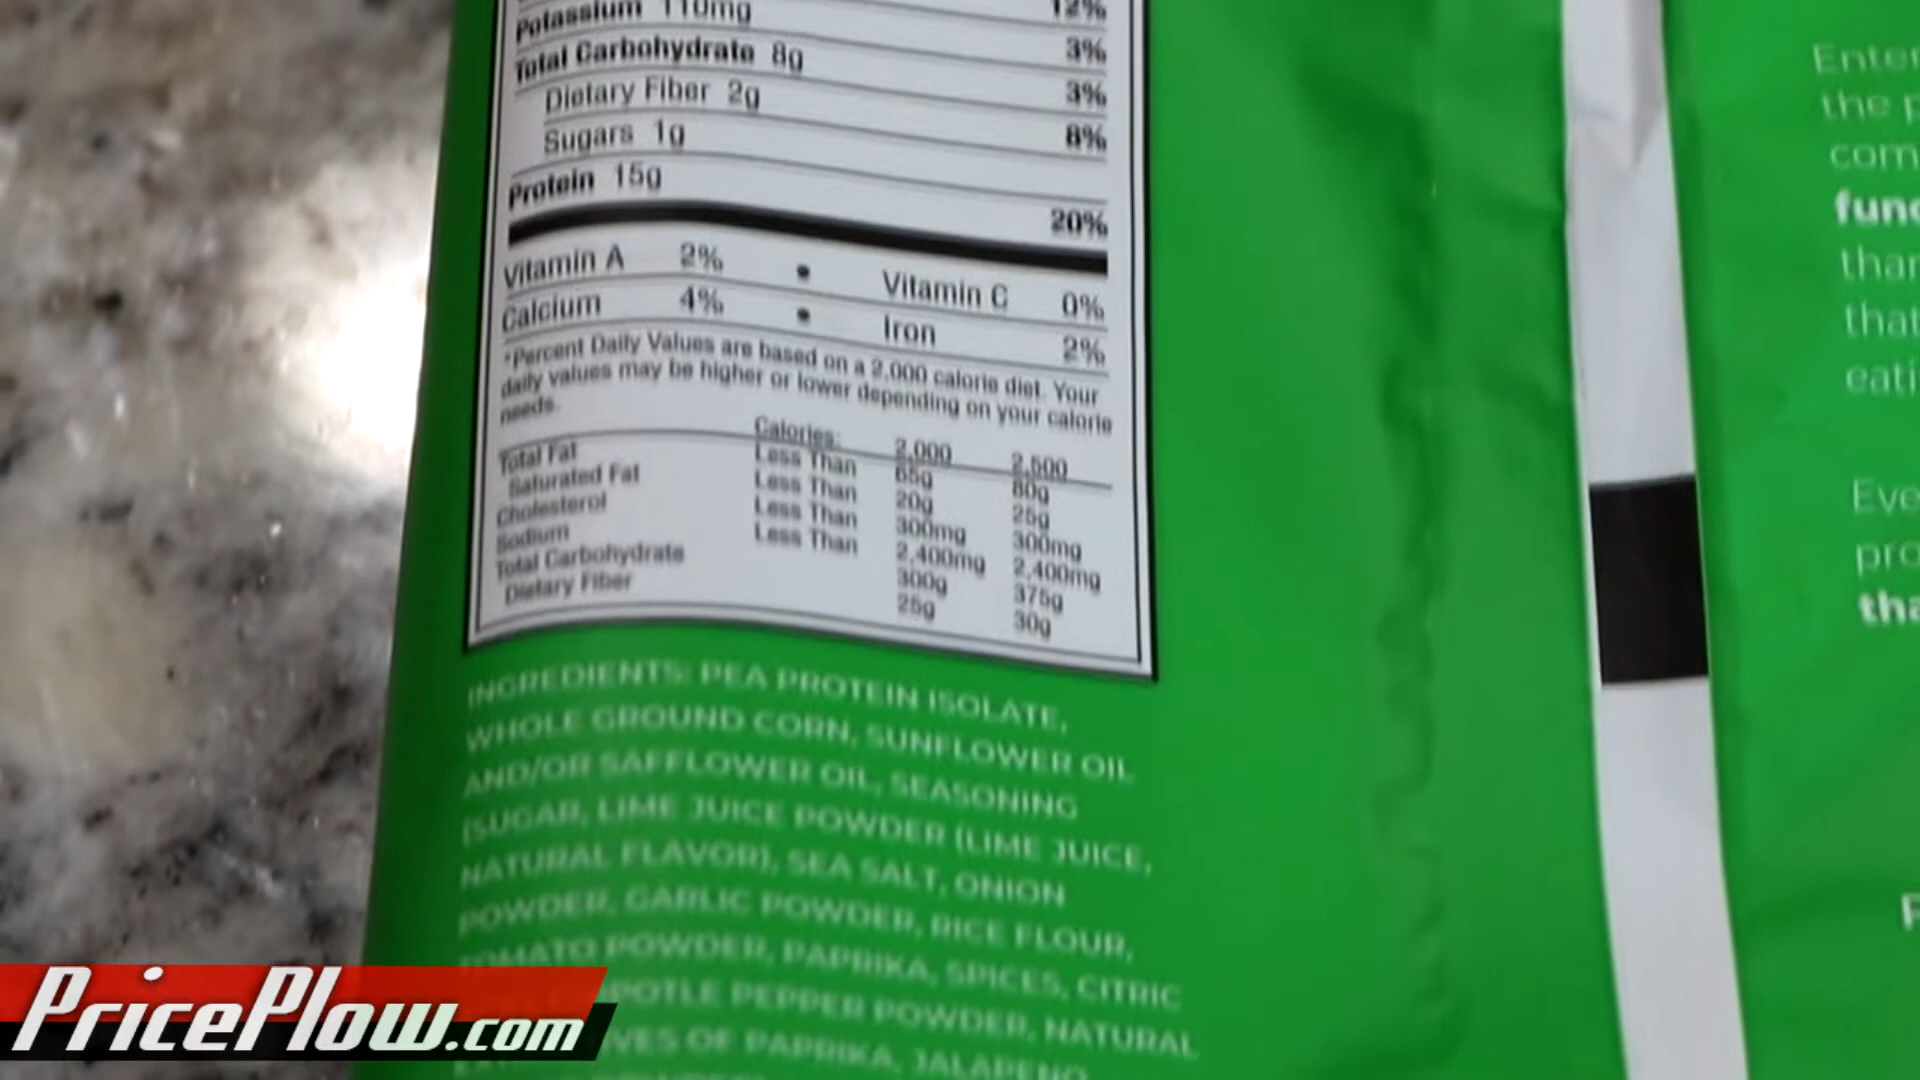 12%
Potassium 110mg 3%
Total Carbohydrate 8g 3%
Dietary Fiber 2g 8%
Sugars 1g
Protein 15g 20%
Vitamin A 2% • Vitamin C 0%
Calcium 4% • Iron 2%
*Percent Daily Values are based on a 2,000 calorie diet. Your
daily values may be higher or lower depending on your calorie
needs.
Calories: 2,000 2,500
Total Fat Less Than 65g 80g
Saturated Fat Less Than 20g 25g
Cholesterol Less Than 300mg 300mg
Sodium Less Than 2,400mg 2,400mg
Total Carbohydrate 300g 375g
Dietary Fiber 25g 30g
INGREDIENTS: PEA PROTEIN ISOLATE,
WHOLE GROUND CORN, SUNFLOWER OIL
AND/OR SAFFLOWER OIL, SEASONING
(SUGAR, LIME JUICE POWDER [LIME JUICE,
NATURAL FLAVOR], SEA SALT, ONION
POWDER, GARLIC POWDER, RICE FLOUR,
TOMATO POWDER, PAPRIKA, SPICES, CITRIC
POTLE PEPPER POWDER, NATURAL
VES OF PAPRIKA, JALAPENO
Enter
the p
com
func
than
that
eati
Eve
pro
tha
PricePlow.com